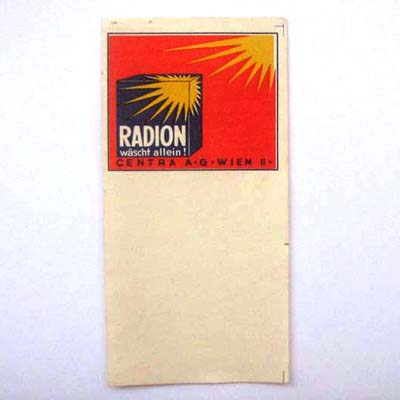 RADION
wäscht allein!
CENTRA A·G·WIEN II·